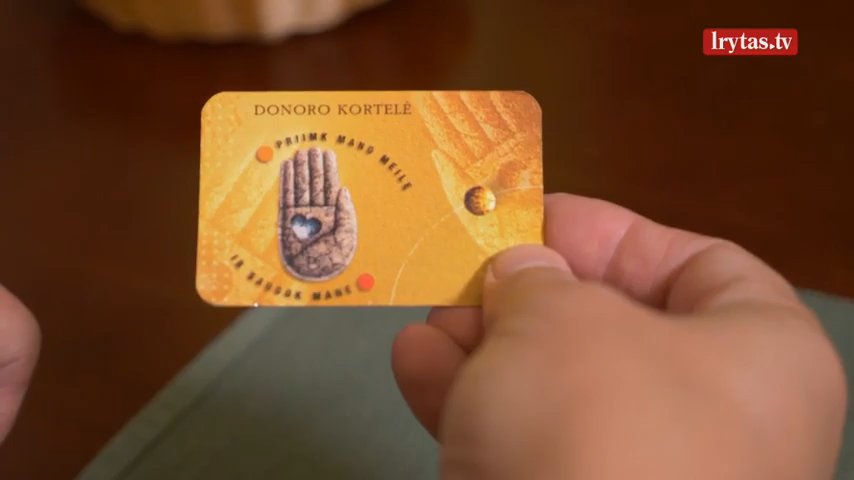 lrytas.tv
DONORO KORTELĖ
PRIIMK MANO MEILĘ
IR SAUGOK MANE